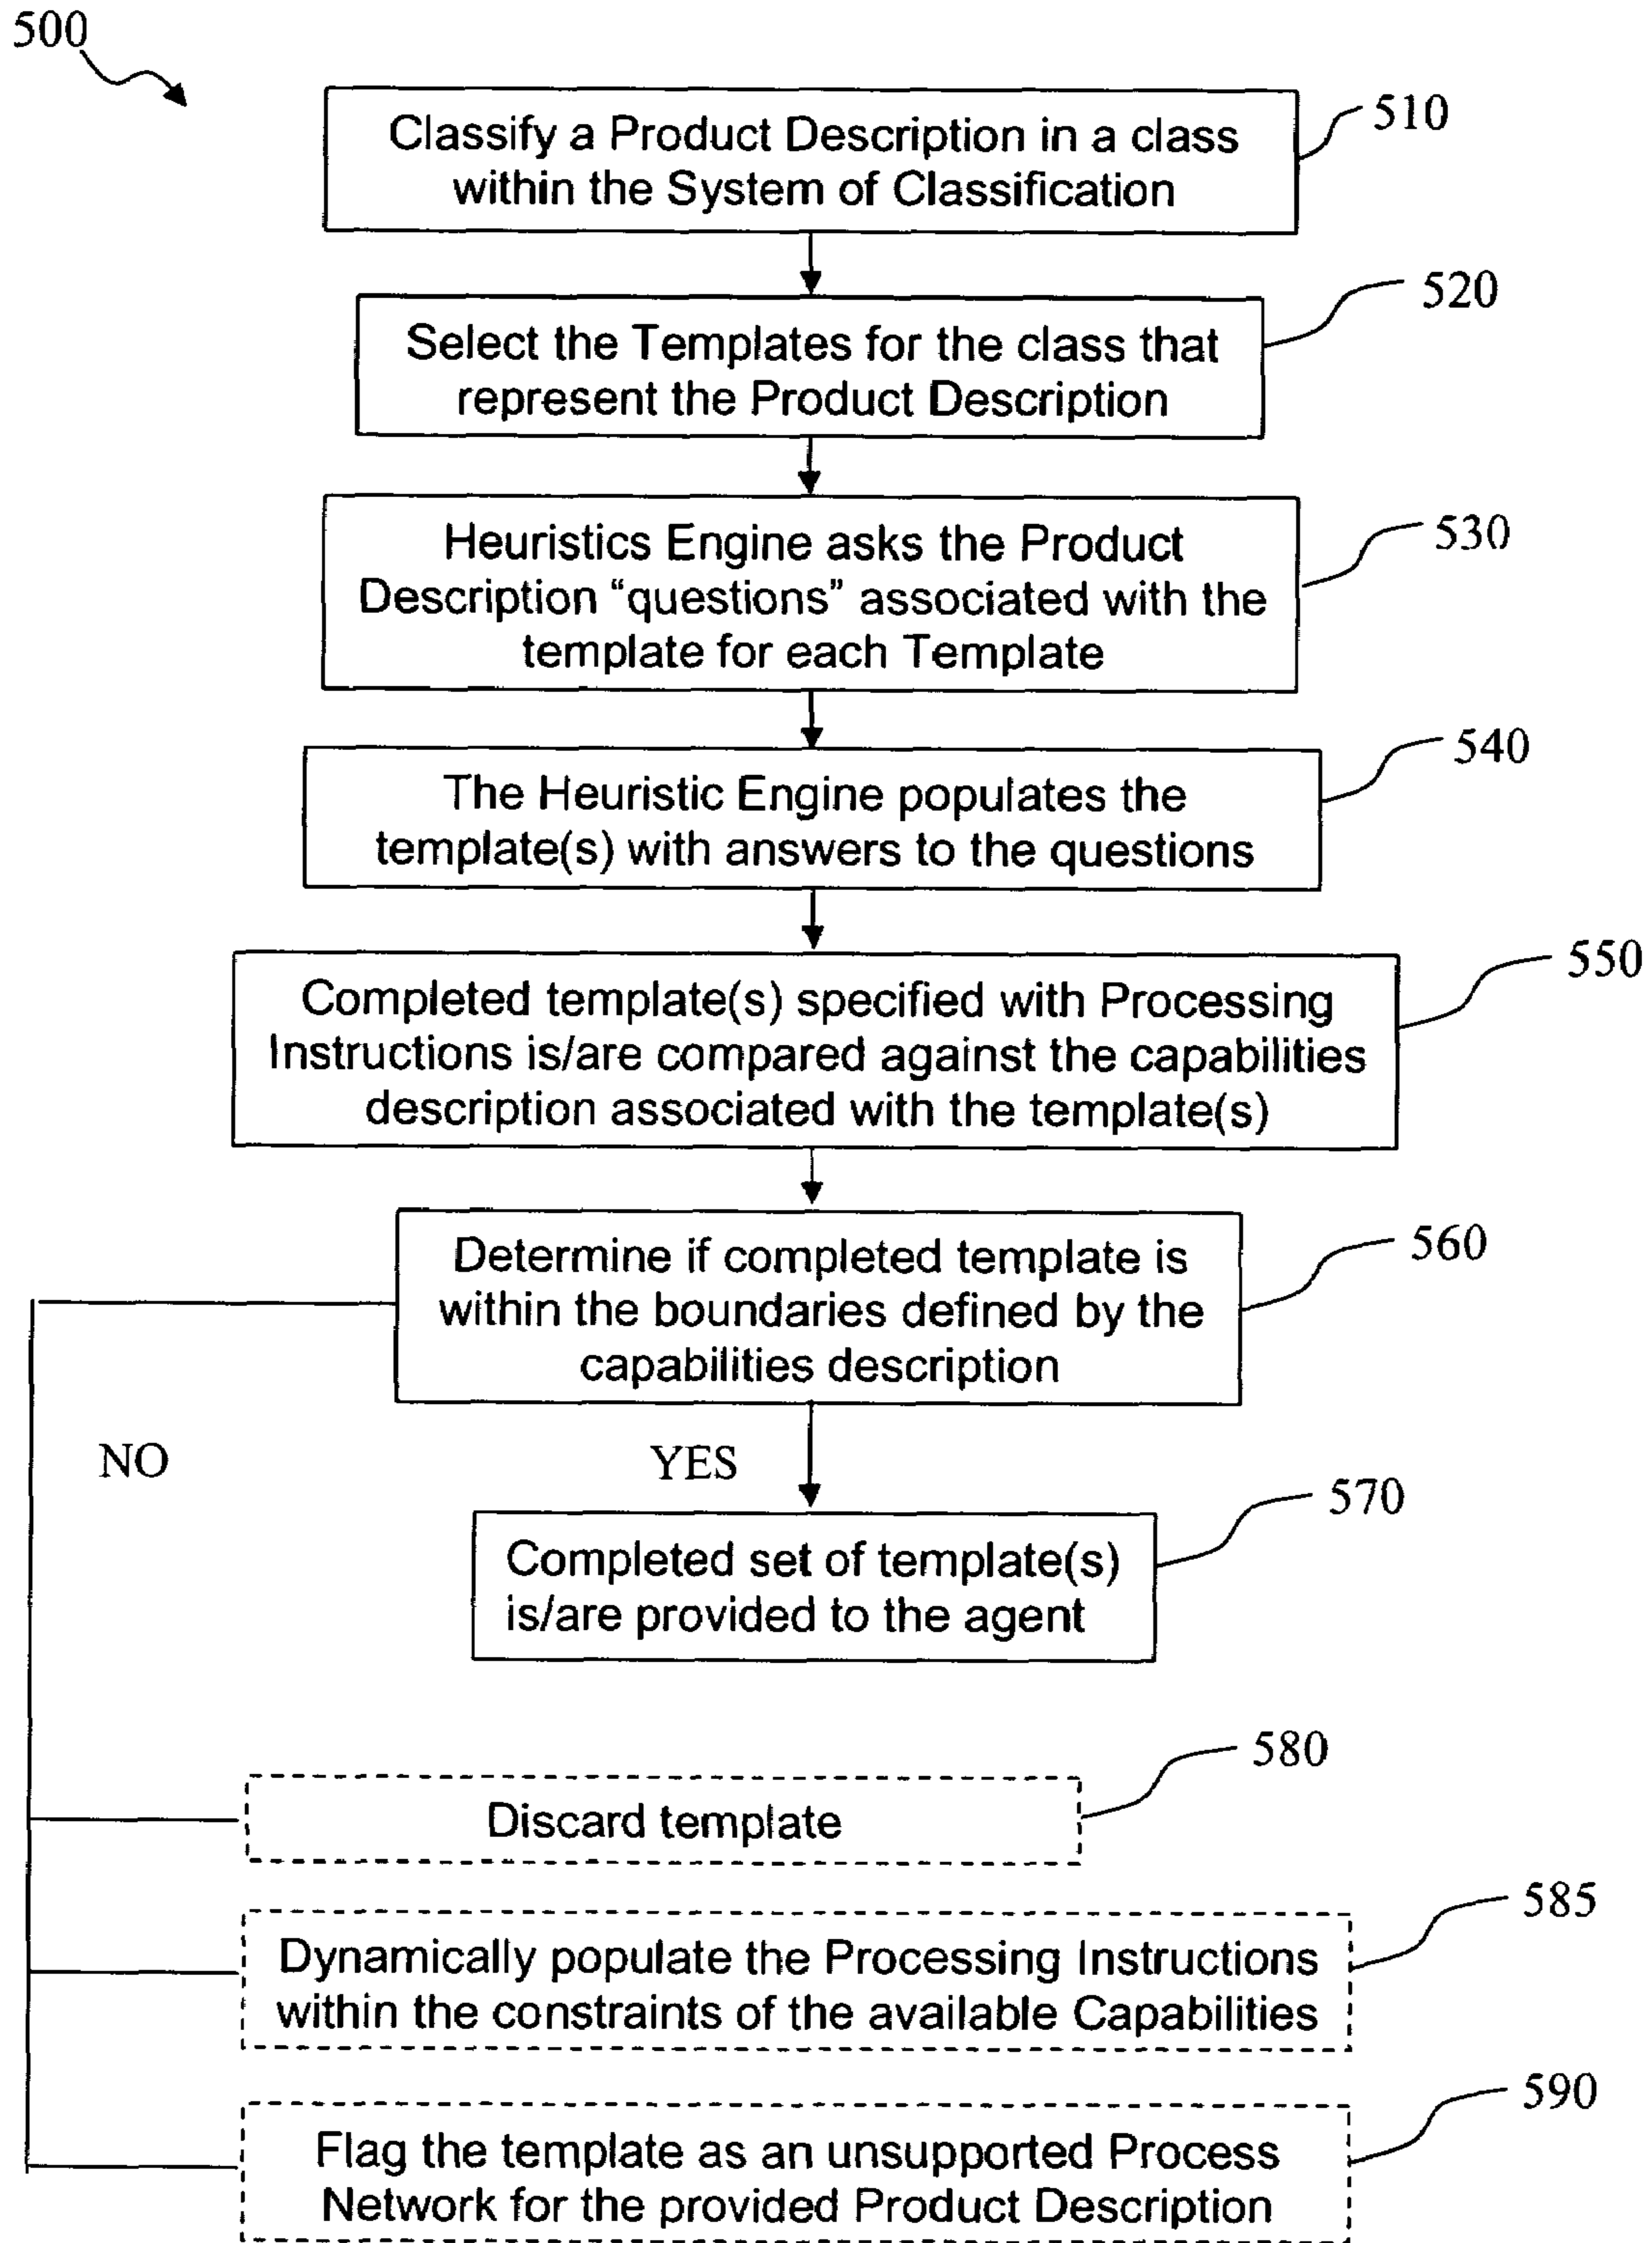 500
Classify a Product Description in a class
within the System of Classification
510
Select the Templates for the class that
represent the Product Description
520
Heuristics Engine asks the Product
Description “questions” associated with the
template for each Template
530
The Heuristic Engine populates the
template(s) with answers to the questions
540
Completed template(s) specified with Processing
Instructions is/are compared against the capabilities
description associated with the template(s)
550
Determine if completed template is
within the boundaries defined by the
capabilities description
560
NO
YES
Completed set of template(s)
is/are provided to the agent
570
Discard template
580
Dynamically populate the Processing Instructions
within the constraints of the available Capabilities
585
Flag the template as an unsupported Process
Network for the provided Product Description
590